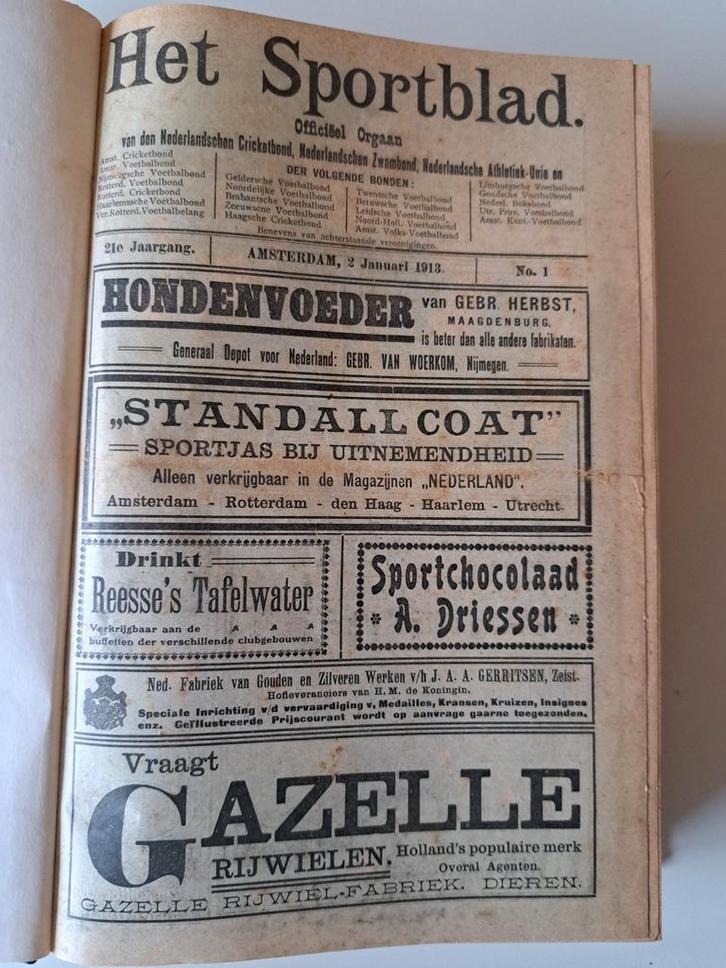 Het Sportblad.
Officiëel Orgaan
van den Nederlandschen Cricketbond, Nederlandschen Zwambond, Nederlandsche Athletiek-Unie en
DER VOLGENDE BONDEN:
Amst. Cricketbond
Amst. Voetbalbond
Nijmeegsche Voetbalbond
Rotterd. Voetbalbond
Rotterd. Cricketbond
Haarlemssche Voetbalbond
Ver. Rotterd. Voetbalbelang
Geldersche Voetbalbond
Noordelijke Voetbalbond
Brabantsche Voetbalbond
Zeeuwsche Voetbalbond
Haagsche Cricketbond
Twentsche Voetbalbond
Betuwsche Voetbalbond
Leidsche Voetbalbond
Noord-Holl. Voetbalbond
Amst. Volks-Voetbalbond
Limburgsche Voetbalbond
Goudsche Voetbalbond
Nederl. Boksbond
Utr. Prov. Voetbalbond
Amst. Kant.-Voetbalbond
Benevens van achterstaande vereenigingen.
21e Jaargang.
AMSTERDAM, 2 Januari 1913.
No. 1
HONDENVOEDER van GEBR. HERBST,
MAAGDENBURG,
is beter dan alle andere fabrikaten.
Generaal Depot voor Nederland: GEBR. VAN WOERKOM, Nijmegen.
„STANDALL COAT”
SPORTJAS BIJ UITNEMENDHEID
Alleen verkrijgbaar in de Magazijnen „NEDERLAND”.
Amsterdam - Rotterdam - den Haag - Haarlem - Utrecht.
Drinkt
Reesse's Tafelwater
Verkrijgbaar aan de
buffetten der verschillende clubgebouwen
Sportchocolaad
A. Driessen
Ned. Fabriek van Gouden en Zilveren Werken v/h J. A. A. GERRITSEN, Zeist.
Hofleveranciers van H. M. de Koningin.
Speciale Inrichting v/d vervaardiging v. Medailles, Kransen, Kruizen, Insignes
enz. Geïllustreerde Prijscourant wordt op aanvrage gaarne toegezonden.
Vraagt
GAZELLE
RIJWIELEN. Holland's populaire merk
Overal Agenten.
GAZELLE RIJWIEL-FABRIEK. DIEREN.